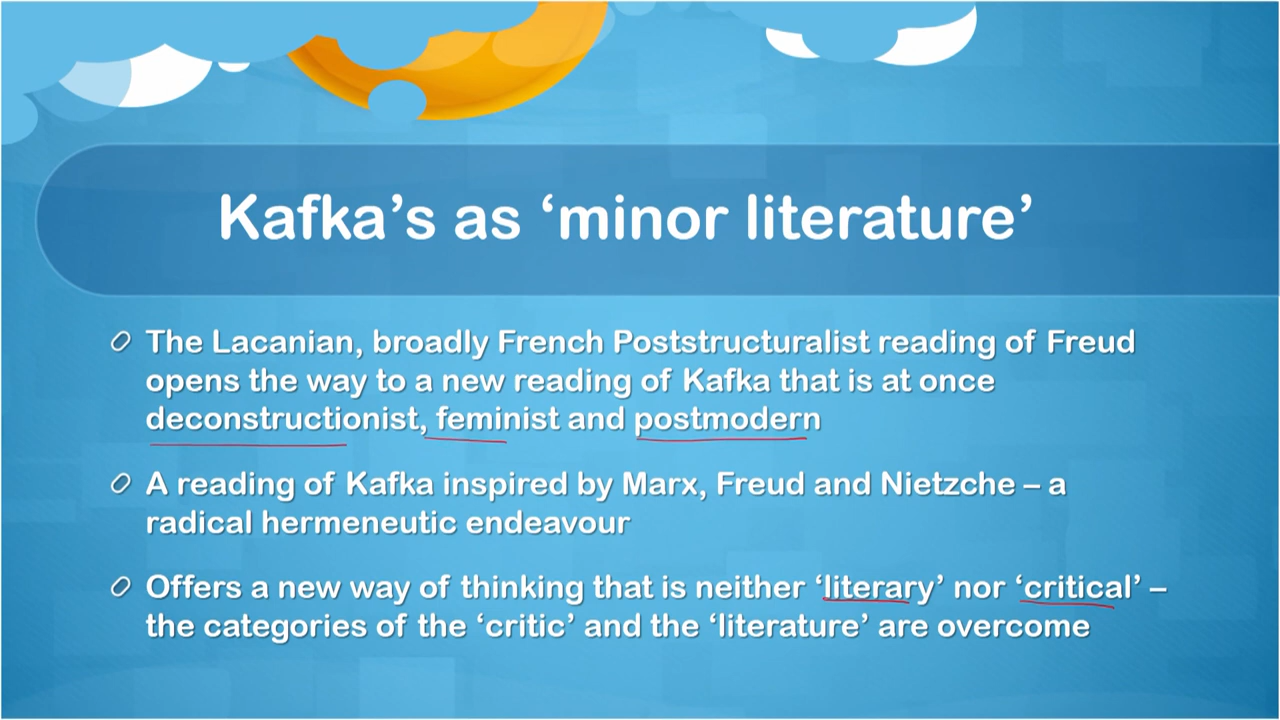 Kafka’s as ‘minor literature’
The Lacanian, broadly French Poststructuralist reading of Freud
opens the way to a new reading of Kafka that is at once
deconstructionist, feminist and postmodern
A reading of Kafka inspired by Marx, Freud and Nietzche – a
radical hermeneutic endeavour
Offers a new way of thinking that is neither ‘literary’ nor ‘critical’ –
the categories of the ‘critic’ and the ‘literature’ are overcome